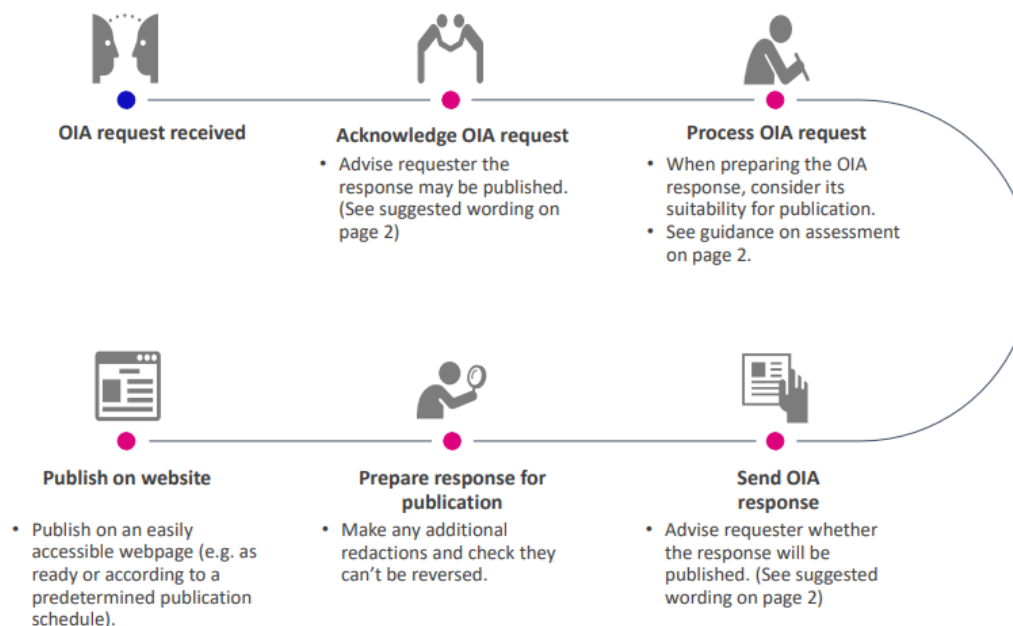 OIA request received
Acknowledge OIA request
• Advise requester the
response may be published.
(See suggested wording on
page 2)
Process OIA request
• When preparing the OIA
response, consider its
suitability for publication.
• See guidance on assessment
on page 2.
Send OIA
response
• Advise requester whether
the response will be
published. (See suggested
wording on page 2)
Prepare response for
publication
• Make any additional
redactions and check they
can’t be reversed.
Publish on website
• Publish on an easily
accessible webpage (e.g. as
ready or according to a
predetermined publication
schedule).